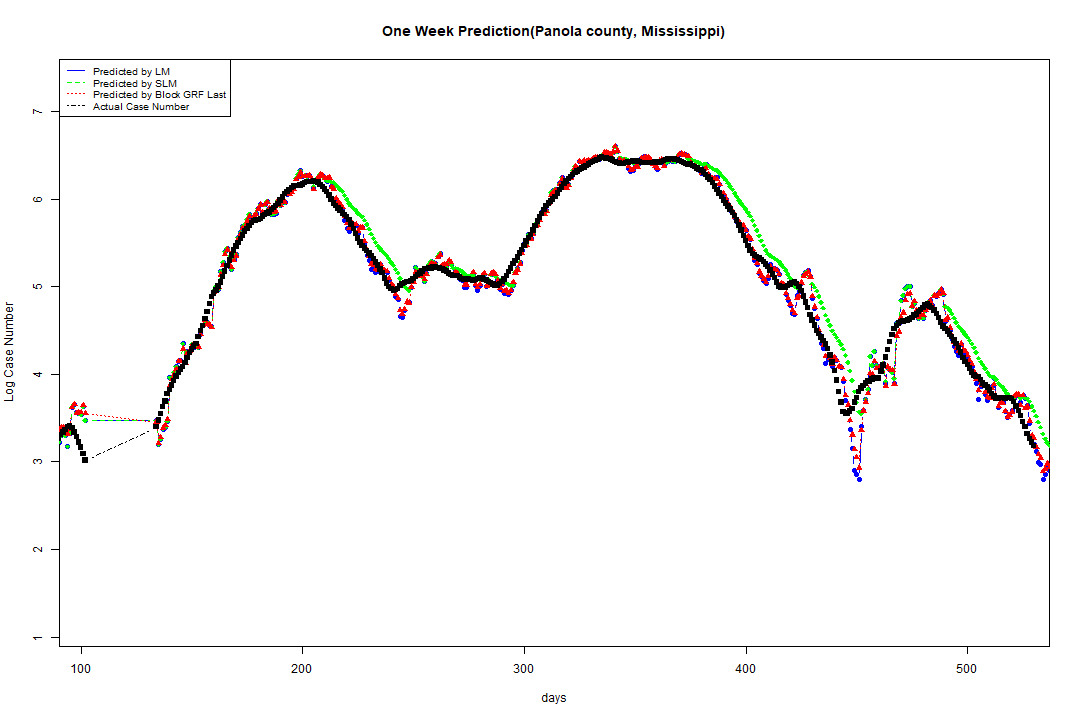 One Week Prediction(Panola county, Mississippi)
Predicted by LM
Predicted by SLM
Predicted by Block GRF Last
Actual Case Number
7
6
5
4
3
2
1
Log Case Number
100 200 300 400 500
days